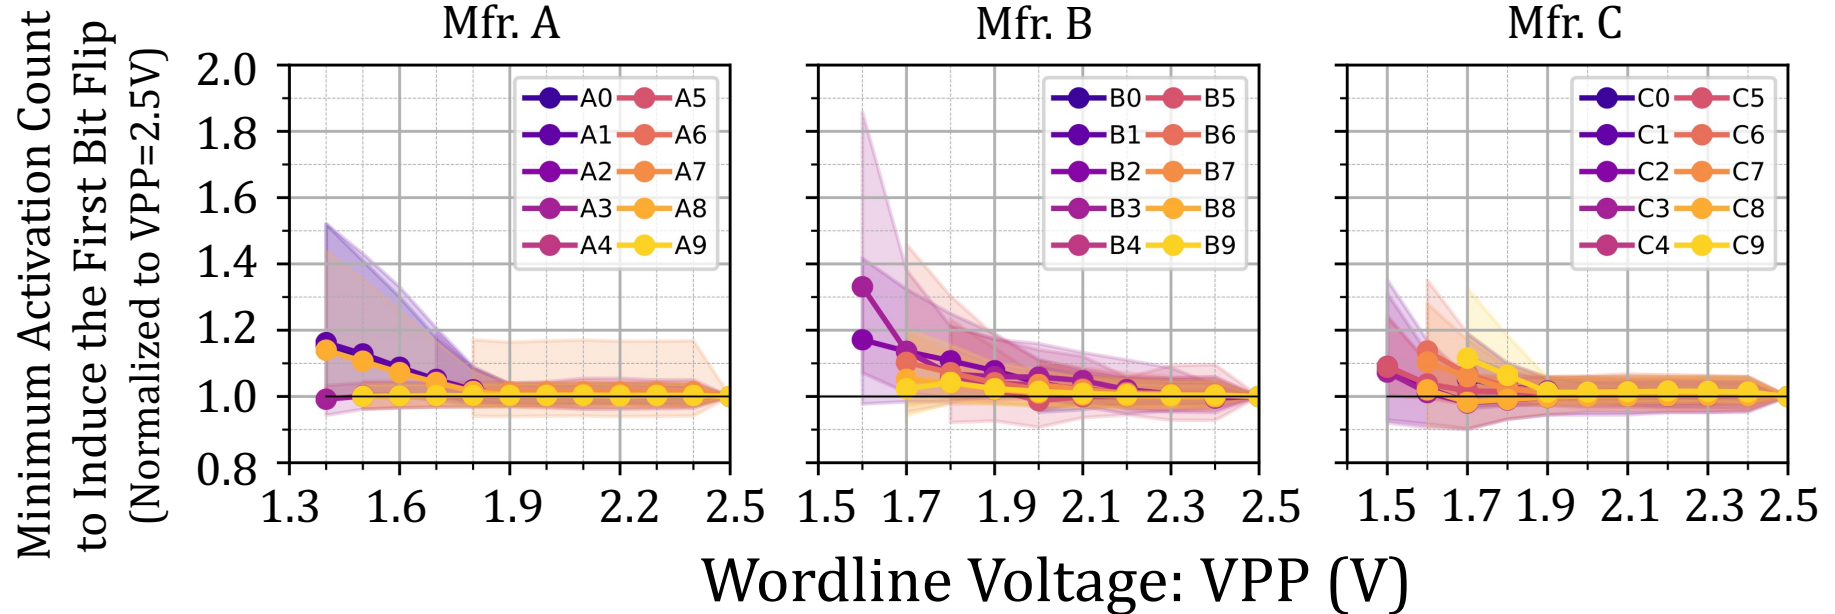 Minimum Activation Count
to Induce the First Bit Flip
(Normalized to VPP=2.5V)
Mfr. A
Mfr. B
Mfr. C
2.0
1.8
1.6
1.4
1.2
1.0
0.8
A0 A5
A1 A6
A2 A7
A3 A8
A4 A9
B0 B5
B1 B6
B2 B7
B3 B8
B4 B9
C0 C5
C1 C6
C2 C7
C3 C8
C4 C9
1.3 1.6 1.9 2.2 2.5
1.5 1.7 1.9 2.1 2.3 2.5
1.5 1.7 1.9 2.1 2.3 2.5
Wordline Voltage: VPP (V)